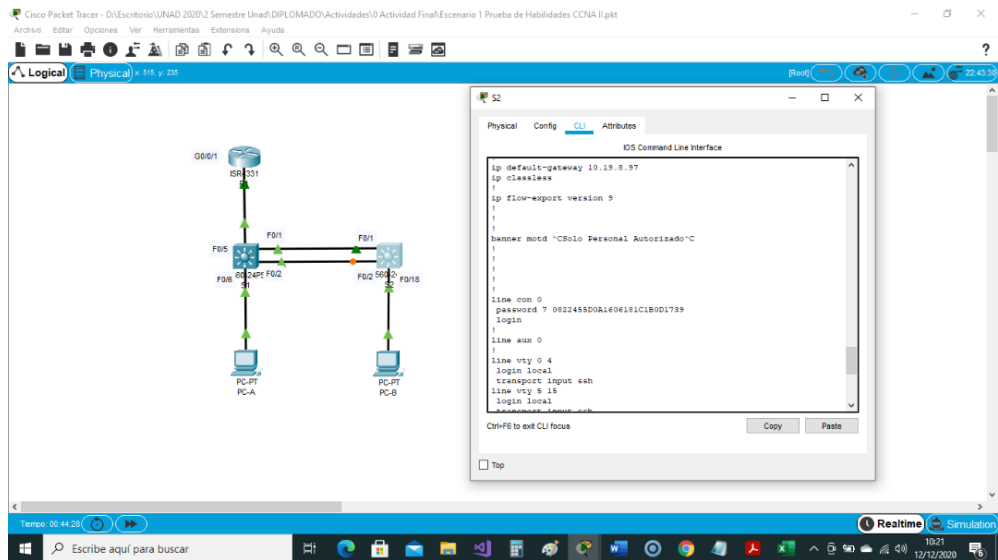 Cisco Packet Tracer - D:\Escritorio\UNAD 2020\2 Semestre Unad\DIPLOMADO\Actividades\0 Actividad Final\Escenario 1 Prueba de Habilidades CCNA II.pkt
Archivo Editar Opciones Ver Herramientas Extensions Ayuda
?
Logical Physical x: 515, y: 235 [Root] 22:43:30
S2
Physical Config CLI Attributes
IOS Command Line Interface
ip default-gateway 10.19.8.97
ip classless
!
ip flow-export version 9
!
!
!
banner motd ^CSolo Personal Autorizado^C
!
!
!
!
!
line con 0
password 7 0822455D0A1606181C1B0D1739
login
!
line aux 0
!
line vty 0 4
login local
transport input ssh
line vty 5 15
login local
transport input ssh
Ctrl+F6 to exit CLI focus Copy Paste
Top
G0/0/1
ISR4331
F0/1 F0/1
F0/5
F0/6 F0/2 F0/2 F0/18
S1 S2
PC-PT PC-PT
PC-A PC-B
Tiempo: 00:44:28 Realtime Simulation
Escribe aquí para buscar
10:21
12/12/2020